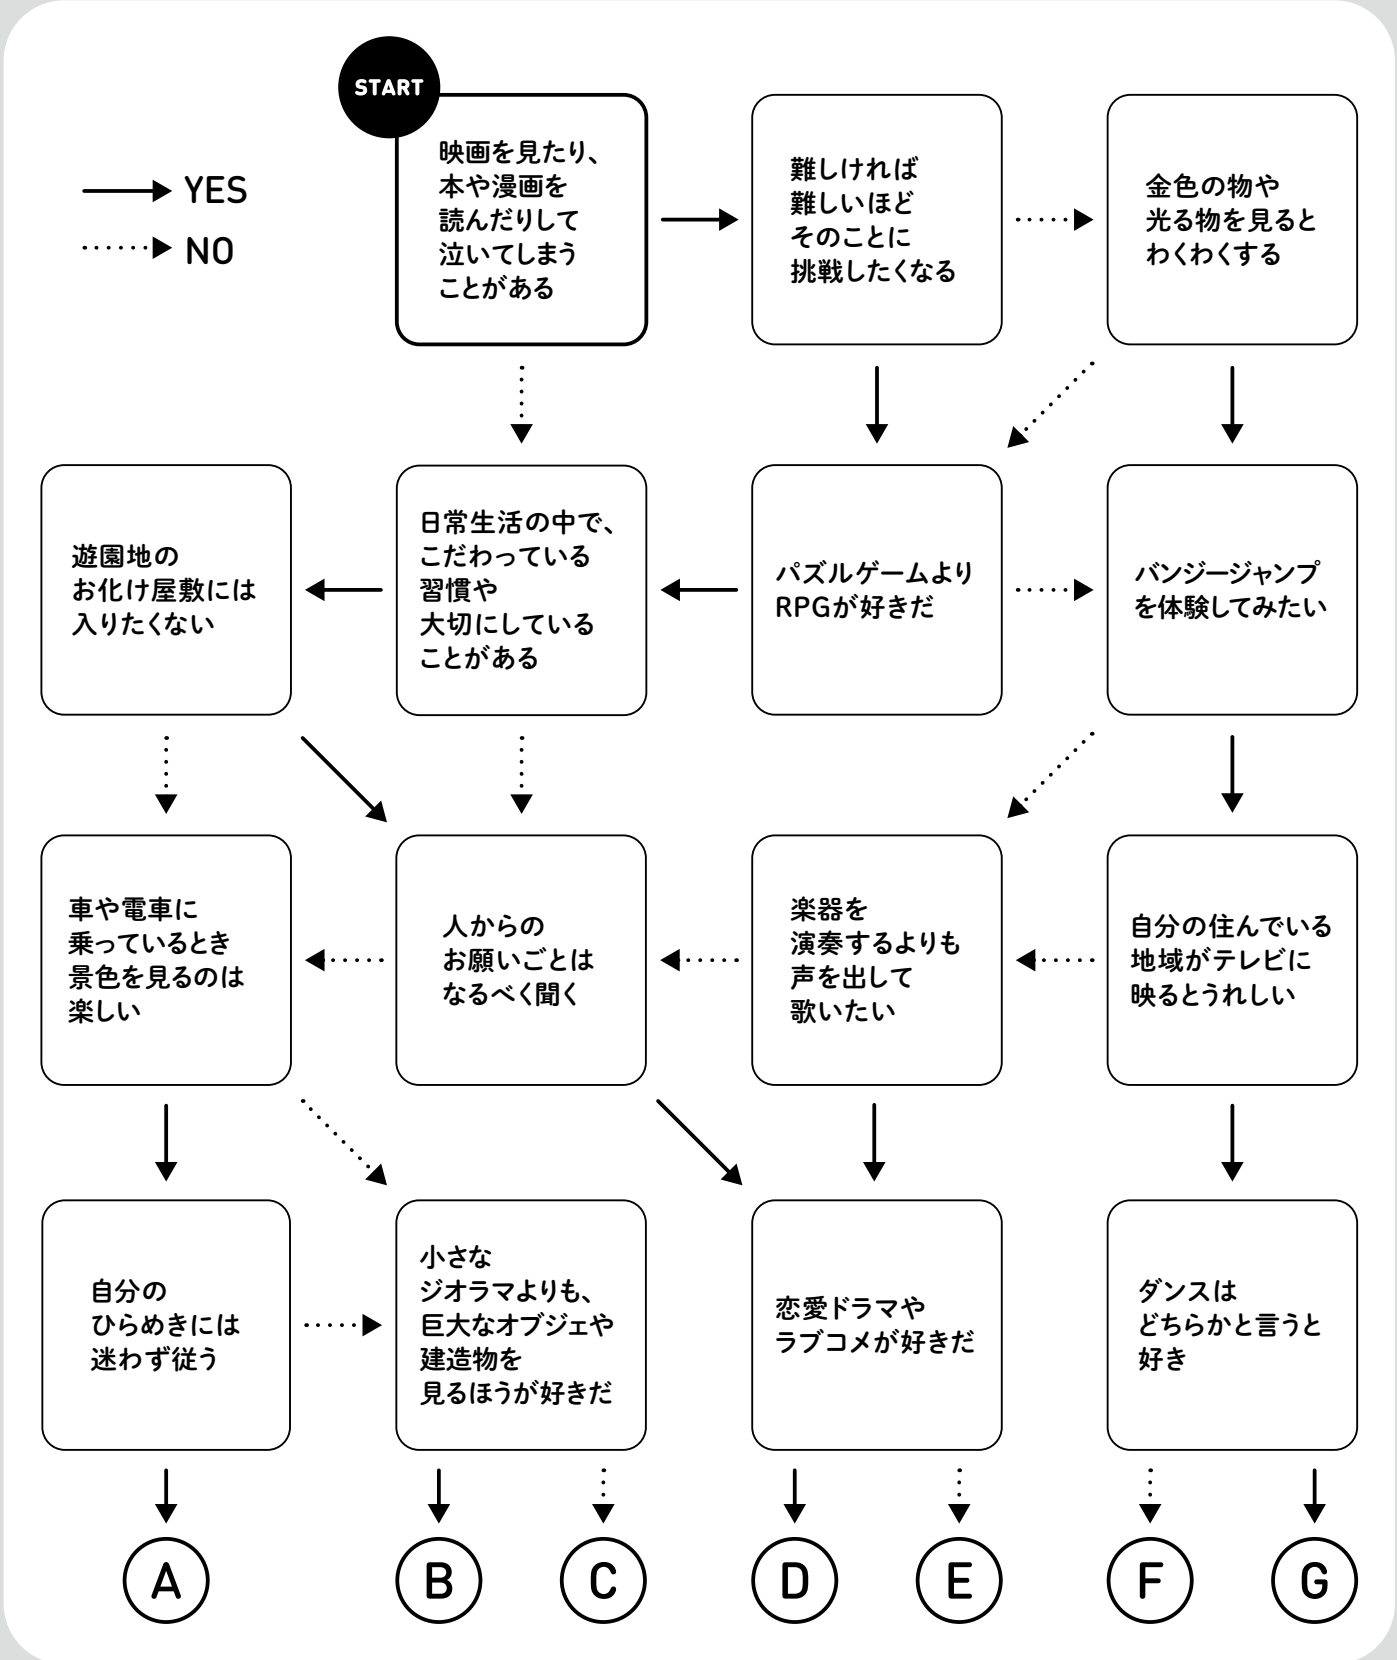 START
映画を見たり、
本や漫画を
読んだりして
泣いてしまう
ことがある
難しければ
難しいほど
そのことに
挑戦したくなる
金色の物や
光る物を見ると
わくわくする
YES
NO
遊園地の
お化け屋敷には
入りたくない
日常生活の中で、
こだわっている
習慣や
大切にしている
ことがある
パズルゲームより
RPGが好きだ
バンジージャンプ
を体験してみたい
車や電車に
乗っているとき
景色を見るのは
楽しい
人からの
お願いごとは
なるべく聞く
楽器を
演奏するよりも
声を出して
歌いたい
自分の住んでいる
地域がテレビに
映るとうれしい
自分の
ひらめきには
迷わず従う
小さな
ジオラマよりも、
巨大なオブジェや
建造物を
見るほうが好きだ
恋愛ドラマや
ラブコメが好きだ
ダンスは
どちらかと言うと
好き
A
B
C
D
E
F
G